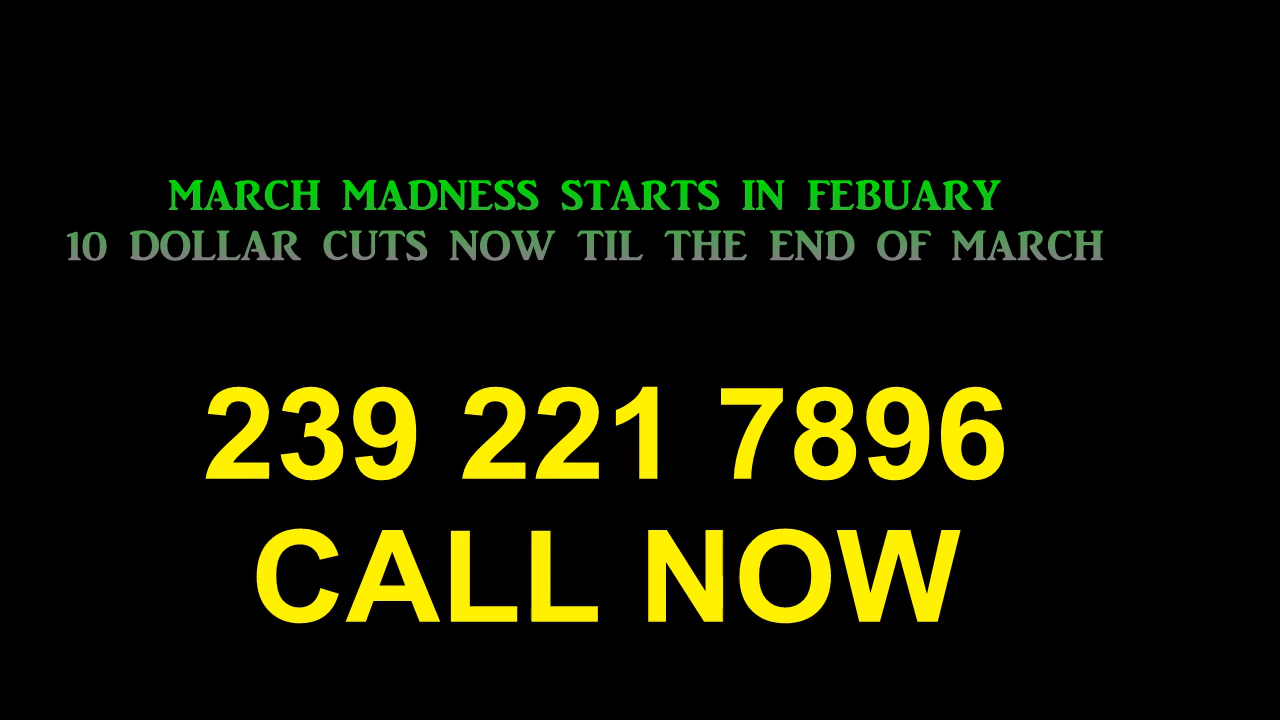 MARCH MADNESS STARTS IN FEBUARY
10 DOLLAR CUTS NOW TIL THE END OF MARCH
239 221 7896
CALL NOW